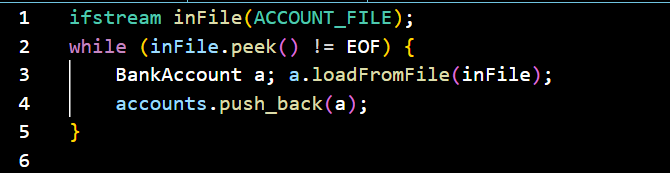 1 ifstream inFile(ACCOUNT_FILE);
2 while (inFile.peek() != EOF) {
3     BankAccount a; a.loadFromFile(inFile);
4     accounts.push_back(a);
5 }
6